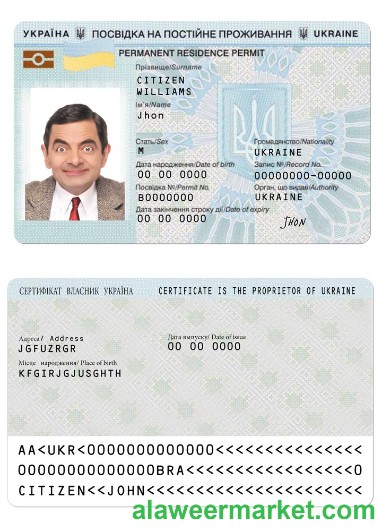 УКРАЇНА ПОСВІДКА НА ПОСТІЙНЕ ПРОЖИВАННЯ UKRAINE
PERMANENT RESIDENCE PERMIT
Прізвище/Surname
CITIZEN
WILLIAMS
Ім'я/Name
Jhon
Стать/Sex Громадянство/Nationality
M UKRAINE
Дата народження/Date of birth Запис №/Record No.
00 00 0000 00000000-00000
Посвідка №/Permit No. Орган, що видав/Authority
B0000000 UKRAINE
Дата закінчення строку дії/Date of expiry
00 00 0000 JHON
СЕРТИФІКАТ ВЛАСНИК УКРАЇНА CERTIFICATE IS THE PROPRIETOR OF UKRAINE
Адреса/ Address Дата випуску/ Date of issue
JGFUZRGR 00 00 0000
Місце народження/ Place of birth
KFGIRJGJUSGHTH
AA<UKR<0000000000000<<<<<<<<<<<<<<<<
00000000000000BRA<<<<<<<<<<<<<<<<<<0
CITIZEN<<JOHN<<<<<<<<<<<<<<<<<<<<<<<
alaweermarket.com